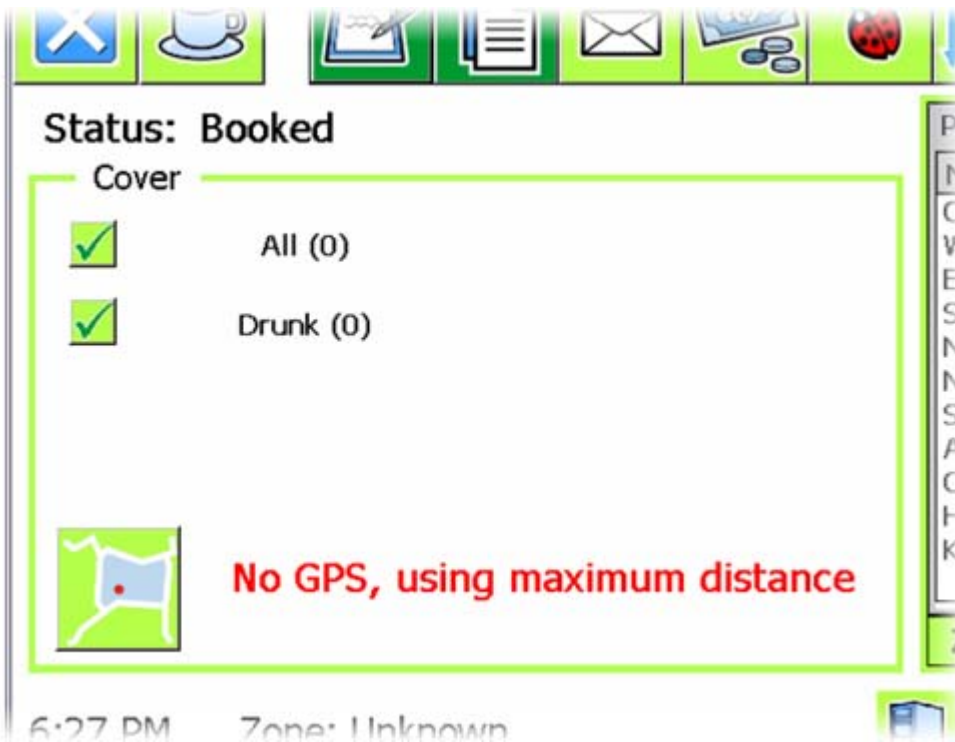 Status: Booked
Cover
All (0)
Drunk (0)
No GPS, using maximum distance
6:27 PM Zone: Unknown
P
N
C
W
E
S
N
N
S
A
C
H
K